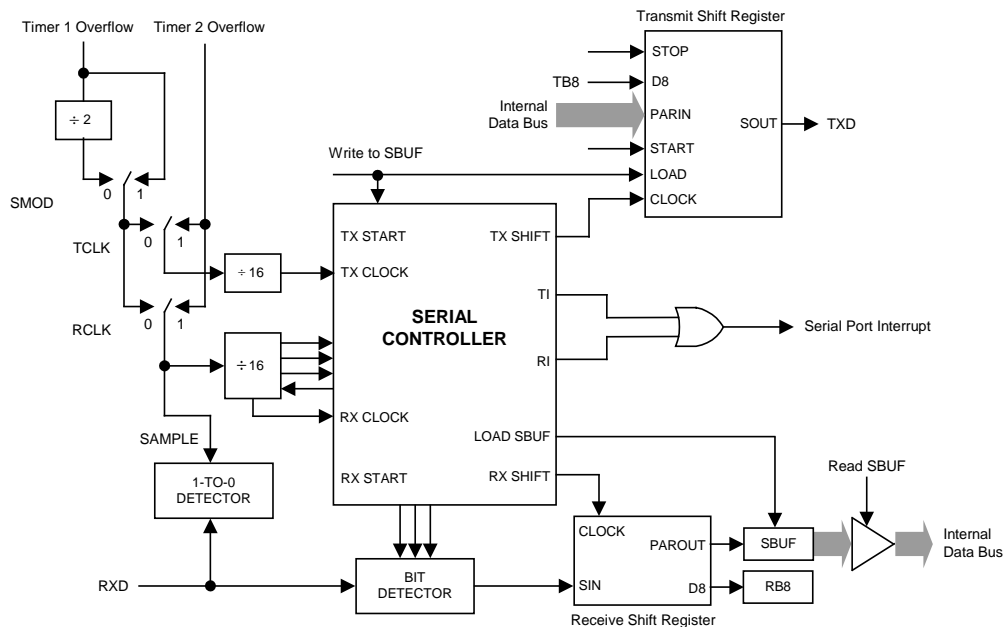 Transmit Shift Register
Timer 1 Overflow
Timer 2 Overflow
STOP
TB8
D8
÷ 2
Internal
Data Bus
PARIN
SOUT
TXD
START
Write to SBUF
LOAD
0
1
SMOD
CLOCK
TX START
TX SHIFT
TCLK
0
1
÷ 16
TX CLOCK
TI
SERIAL
CONTROLLER
Serial Port Interrupt
RCLK
0
1
÷ 16
RI
RX CLOCK
SAMPLE
LOAD SBUF
1-TO-0
DETECTOR
RX START
RX SHIFT
Read SBUF
CLOCK
PAROUT
SBUF
Internal
Data Bus
RXD
BIT
DETECTOR
SIN
D8
RB8
Receive Shift Register